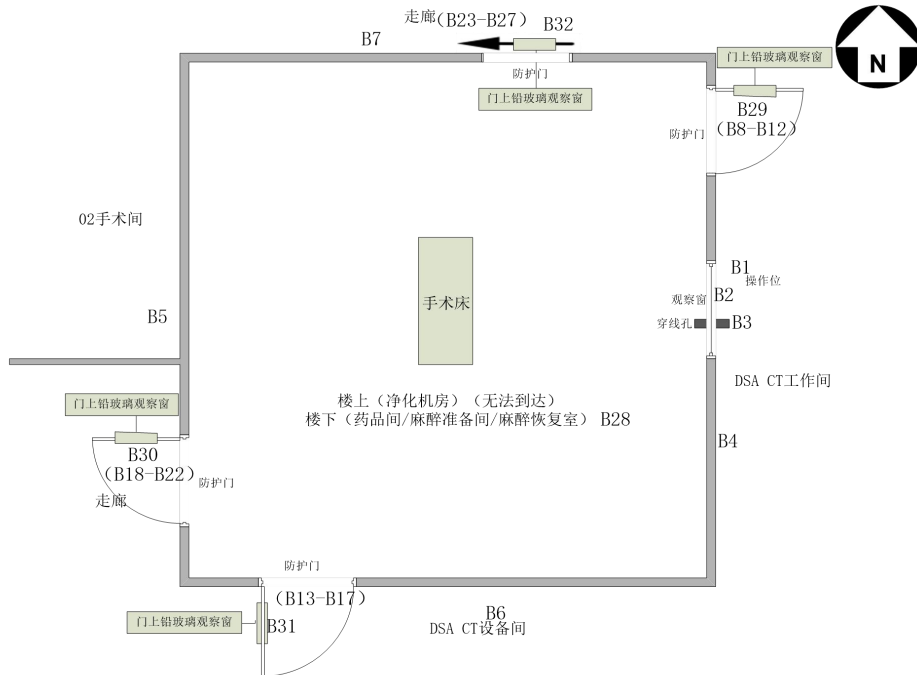 走廊(B23-B27)
B32
B7
防护门
门上铅玻璃观察窗
门上铅玻璃观察窗
N
B29
(B8-B12)
防护门
02手术间
B1
操作位
观察窗
B2
手术床
B5
穿线孔
B3
DSA CT工作间
门上铅玻璃观察窗
楼上（净化机房）（无法到达）
楼下（药品间/麻醉准备间/麻醉恢复室） B28
B4
B30
(B18-B22)
防护门
走廊
防护门
(B13-B17)
B6
门上铅玻璃观察窗
B31
DSA CT设备间